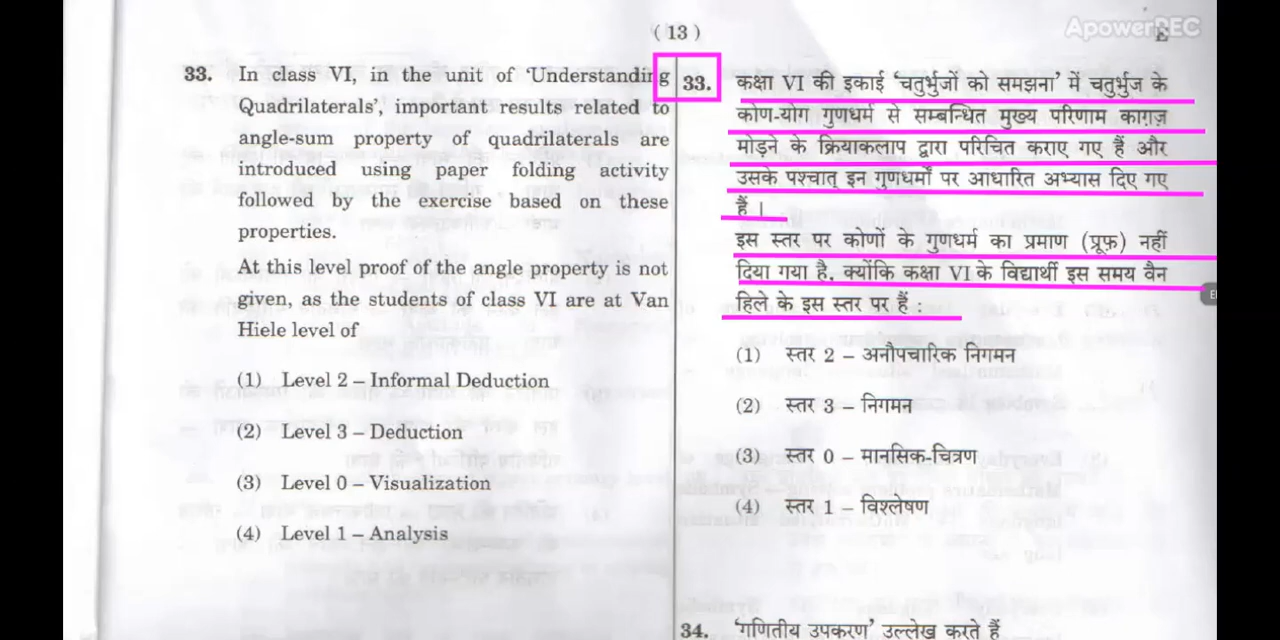 ApowerREC
( 13 )
E
33. In class VI, in the unit of ‘Understanding
Quadrilaterals’, important results related to
angle-sum property of quadrilaterals are
introduced using paper folding activity
followed by the exercise based on these
properties.
At this level proof of the angle property is not
given, as the students of class VI are at Van
Hiele level of
(1) Level 2 – Informal Deduction
(2) Level 3 – Deduction
(3) Level 0 – Visualization
(4) Level 1 – Analysis
33. कक्षा VI की इकाई ‘चतुर्भुजों को समझना’ में चतुर्भुज के
कोण-योग गुणधर्म से सम्बन्धित मुख्य परिणाम काग़ज़
मोड़ने के क्रियाकलाप द्वारा परिचित कराए गए हैं और
उसके पश्चात् इन गुणधर्मों पर आधारित अभ्यास दिए गए
हैं ।
इस स्तर पर कोणों के गुणधर्म का प्रमाण (प्रूफ़) नहीं
दिया गया है, क्योंकि कक्षा VI के विद्यार्थी इस समय वैन
हिले के इस स्तर पर हैं :
(1) स्तर 2 – अनौपचारिक निगमन
(2) स्तर 3 – निगमन
(3) स्तर 0 – मानसिक-चित्रण
(4) स्तर 1 – विश्लेषण
34. ‘गणितीय उपकरण’ उल्लेख करते हैं